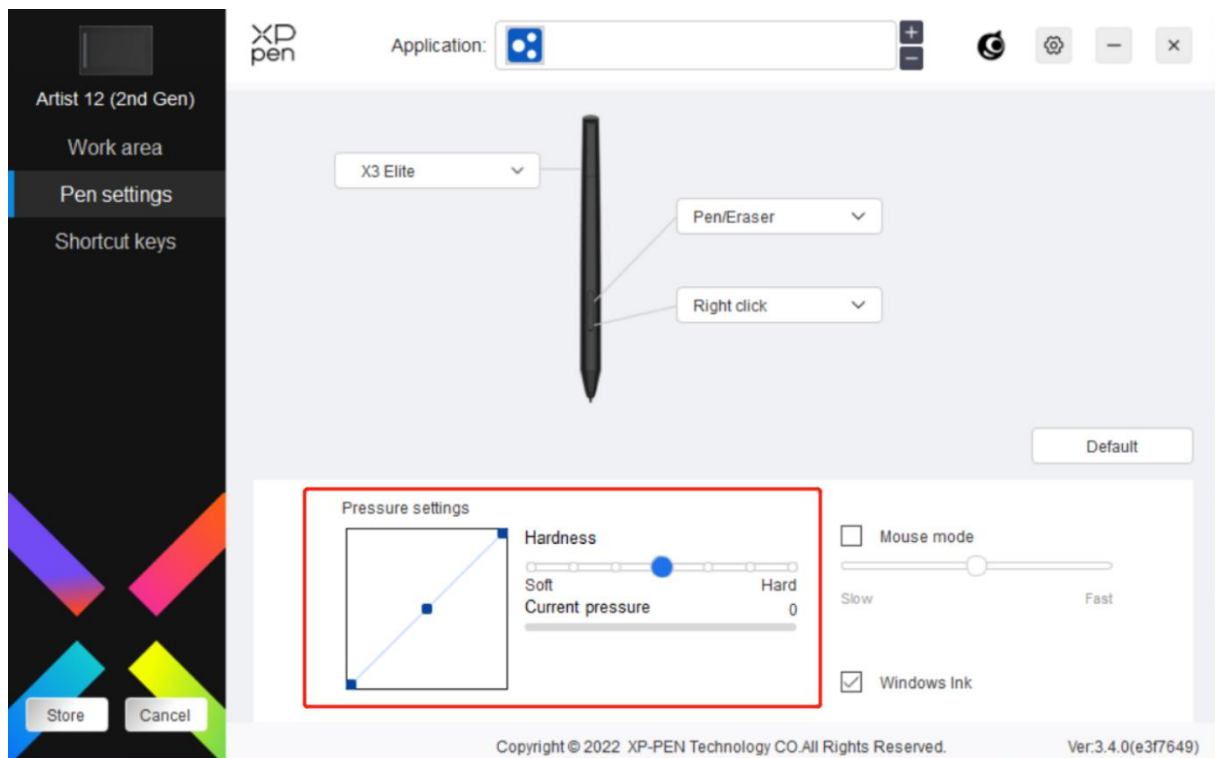 XP
pen
Application:
+
−
×
Artist 12 (2nd Gen)
Work area
Pen settings
Shortcut keys
X3 Elite
Pen/Eraser
Right click
Default
Pressure settings
Hardness
Soft Hard
Current pressure 0
Mouse mode
Slow Fast
Windows Ink
Store Cancel
Copyright © 2022 XP-PEN Technology CO.All Rights Reserved. Ver:3.4.0(e3f7649)